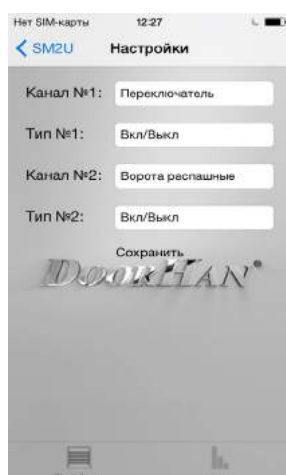 Нет SIM-карты 12:27
SM2U Настройки
Канал №1: Переключатель
Тип №1: Вкл/Выкл
Канал №2: Ворота распашные
Тип №2: Вкл/Выкл
Сохранить
DOORHAN®